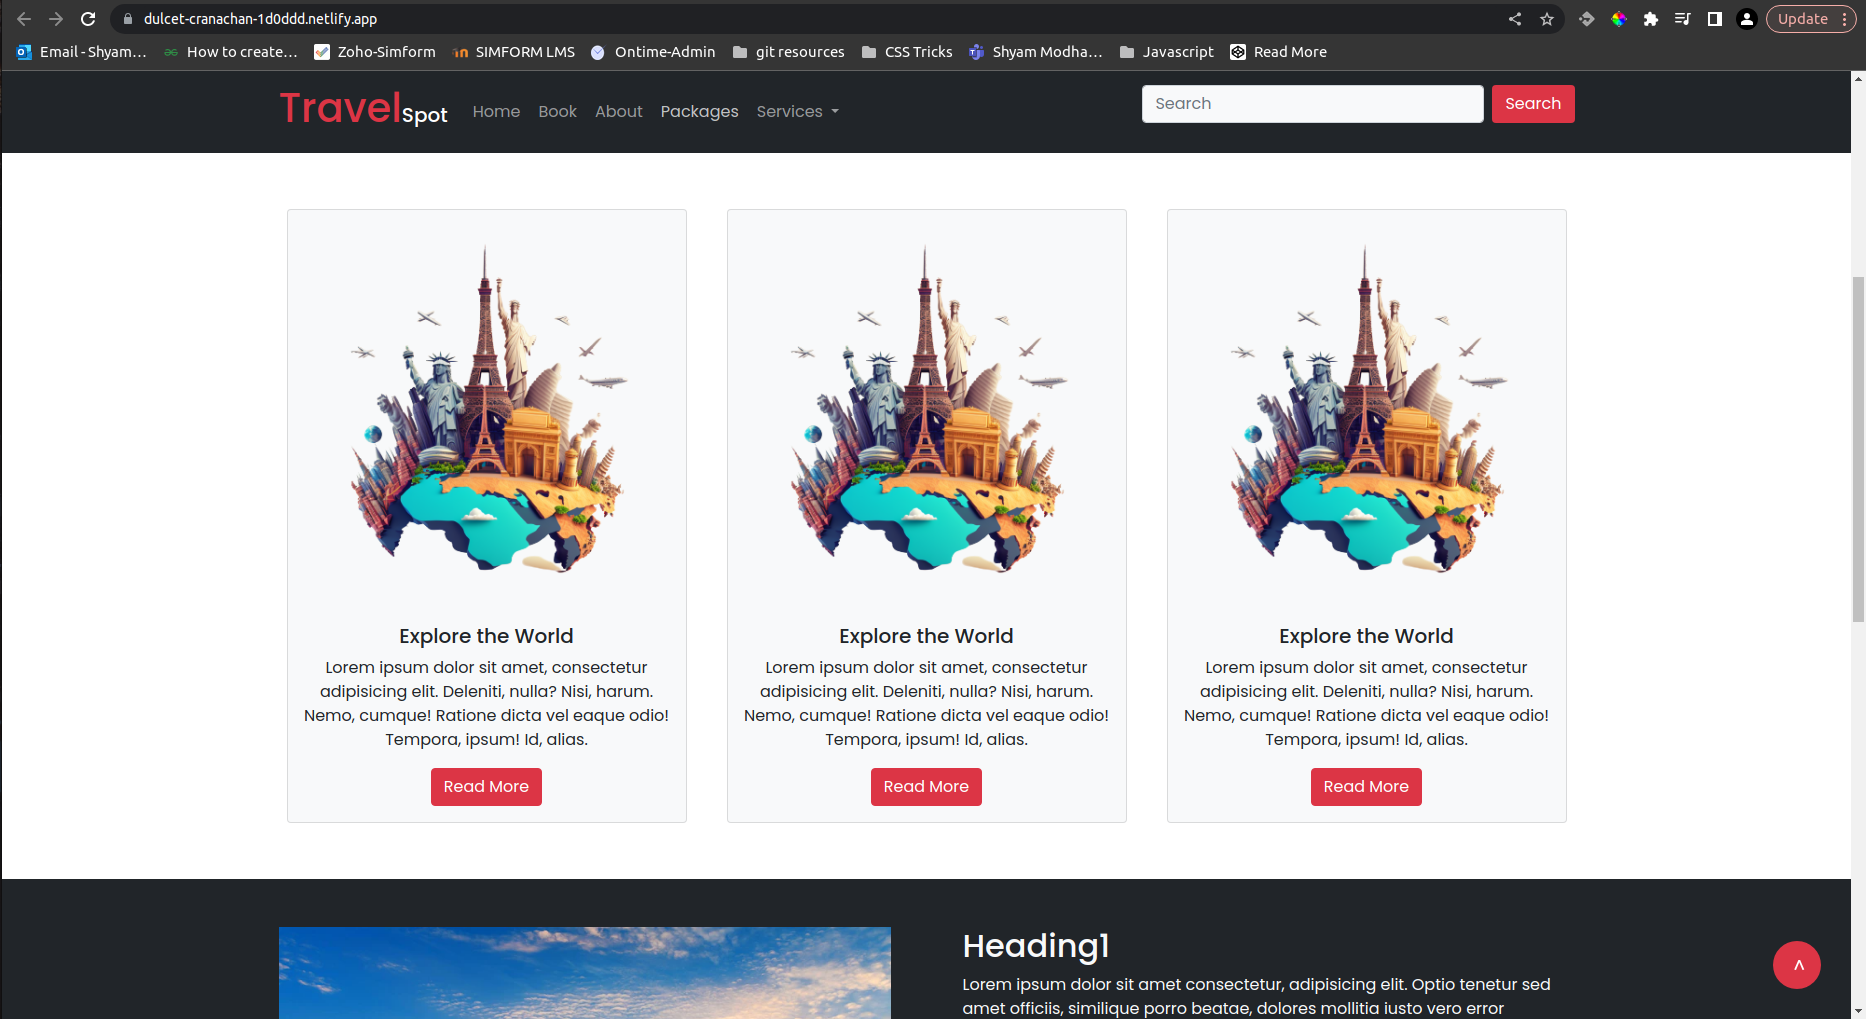 dulcet-cranachan-1d0ddd.netlify.app
Update
Email - Shyam...
How to create...
Zoho-Simform
SIMFORM LMS
Ontime-Admin
git resources
CSS Tricks
Shyam Modha...
Javascript
Read More
TravelSpot
Home
Book
About
Packages
Services
Search
Search
Explore the World
Lorem ipsum dolor sit amet, consectetur
adipisicing elit. Deleniti, nulla? Nisi, harum.
Nemo, cumque! Ratione dicta vel eaque odio!
Tempora, ipsum! Id, alias.
Read More
Explore the World
Lorem ipsum dolor sit amet, consectetur
adipisicing elit. Deleniti, nulla? Nisi, harum.
Nemo, cumque! Ratione dicta vel eaque odio!
Tempora, ipsum! Id, alias.
Read More
Explore the World
Lorem ipsum dolor sit amet, consectetur
adipisicing elit. Deleniti, nulla? Nisi, harum.
Nemo, cumque! Ratione dicta vel eaque odio!
Tempora, ipsum! Id, alias.
Read More
Heading1
Lorem ipsum dolor sit amet consectetur, adipisicing elit. Optio tenetur sed
amet officiis, similique porro beatae, dolores mollitia iusto vero error
^